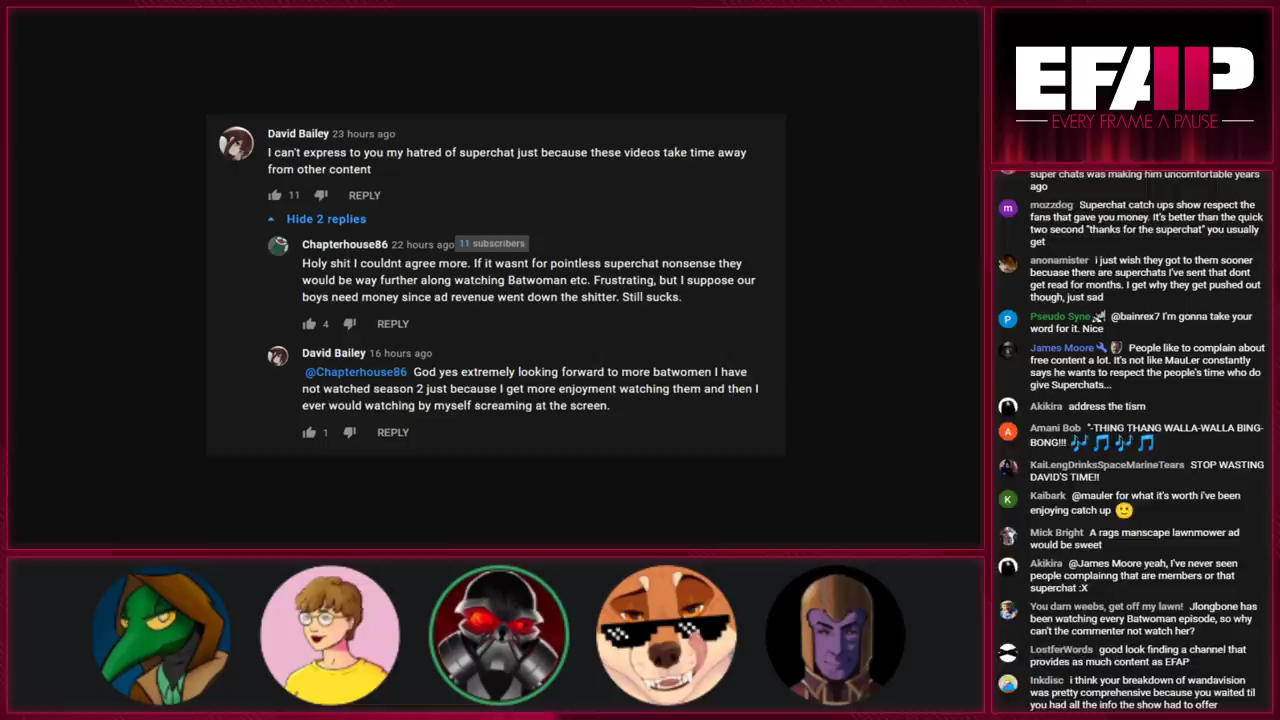 David Bailey 23 hours ago
I can't express to you my hatred of superchat just because these videos take time away
from other content
11 REPLY
Hide 2 replies
Chapterhouse86 22 hours ago 11 subscribers
Holy shit I couldnt agree more. If it wasnt for pointless superchat nonsense they
would be way further along watching Batwoman etc. Frustrating, but I suppose our
boys need money since ad revenue went down the shitter. Still sucks.
4 REPLY
David Bailey 16 hours ago
@Chapterhouse86 God yes extremely looking forward to more batwomen I have
not watched season 2 just because I get more enjoyment watching them and then I
ever would watching by myself screaming at the screen.
1 REPLY
EFAP
EVERY FRAME A PAUSE
super chats was making him uncomfortable years
ago
m mozzdog Superchat catch ups show respect the
fans that gave you money. It's better than the quick
two second "thanks for the superchat" you usually
get
anonamister i just wish they got to them sooner
becuase there are superchats I've sent that dont
get read for months. I get why they get pushed out
though, just sad
P Pseudo Syne @bainrex7 I'm gonna take your
word for it. Nice
James Moore People like to complain about
free content a lot. It's not like MauLer constantly
says he wants to respect the people's time who do
give Superchats...
Akikira address the tism
A Amani Bob "-THING THANG WALLA-WALLA BING-
BONG!!!
KaiLengDrinksSpaceMarineTears STOP WASTING
DAVID'S TIME!!
K Kaibark @mauler for what it's worth i've been
enjoying catch up
Mick Bright A rags manscape lawnmower ad
would be sweet
Akikira @James Moore yeah, I've never seen
people complaining that are members or that
superchat :X
You dam weebs, get off my lawn! Jlongbone has
been watching every Batwoman episode, so why
can't the commenter not watch her?
LostferWords good look finding a channel that
provides as much content as EFAP
Inkdisc i think your breakdown of wandavision
was pretty comprehensive because you waited til
you had all the info the show had to offer